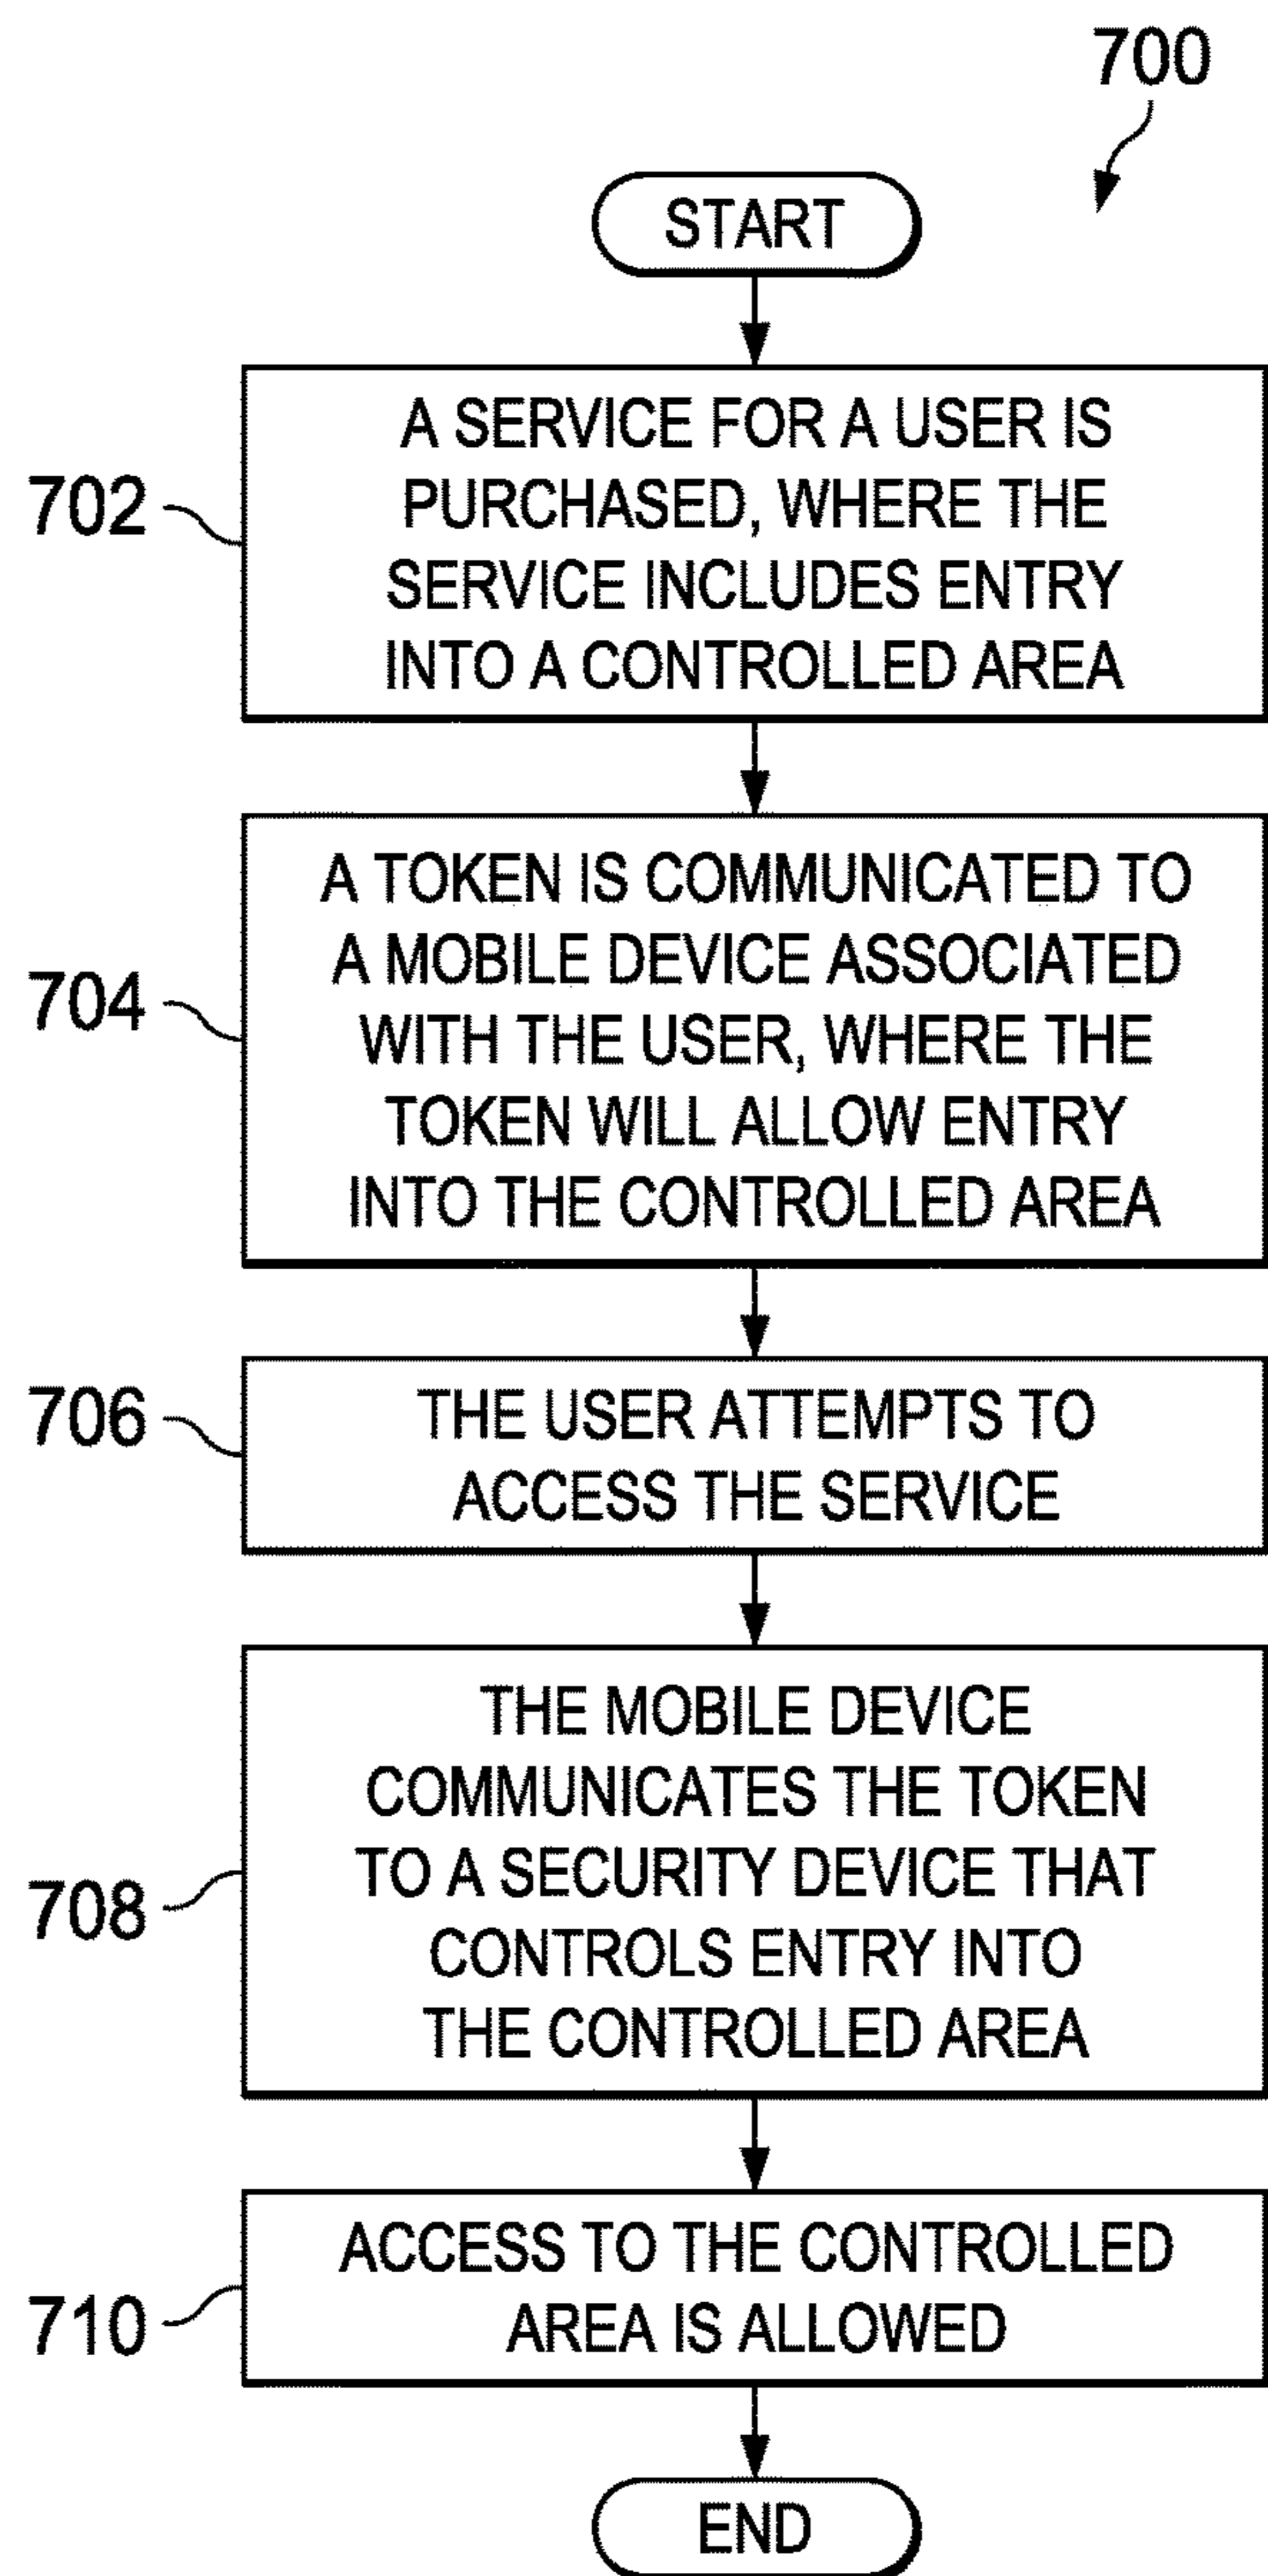 700
START
702
A SERVICE FOR A USER IS
PURCHASED, WHERE THE
SERVICE INCLUDES ENTRY
INTO A CONTROLLED AREA
704
A TOKEN IS COMMUNICATED TO
A MOBILE DEVICE ASSOCIATED
WITH THE USER, WHERE THE
TOKEN WILL ALLOW ENTRY
INTO THE CONTROLLED AREA
706
THE USER ATTEMPTS TO
ACCESS THE SERVICE
708
THE MOBILE DEVICE
COMMUNICATES THE TOKEN
TO A SECURITY DEVICE THAT
CONTROLS ENTRY INTO
THE CONTROLLED AREA
710
ACCESS TO THE CONTROLLED
AREA IS ALLOWED
END